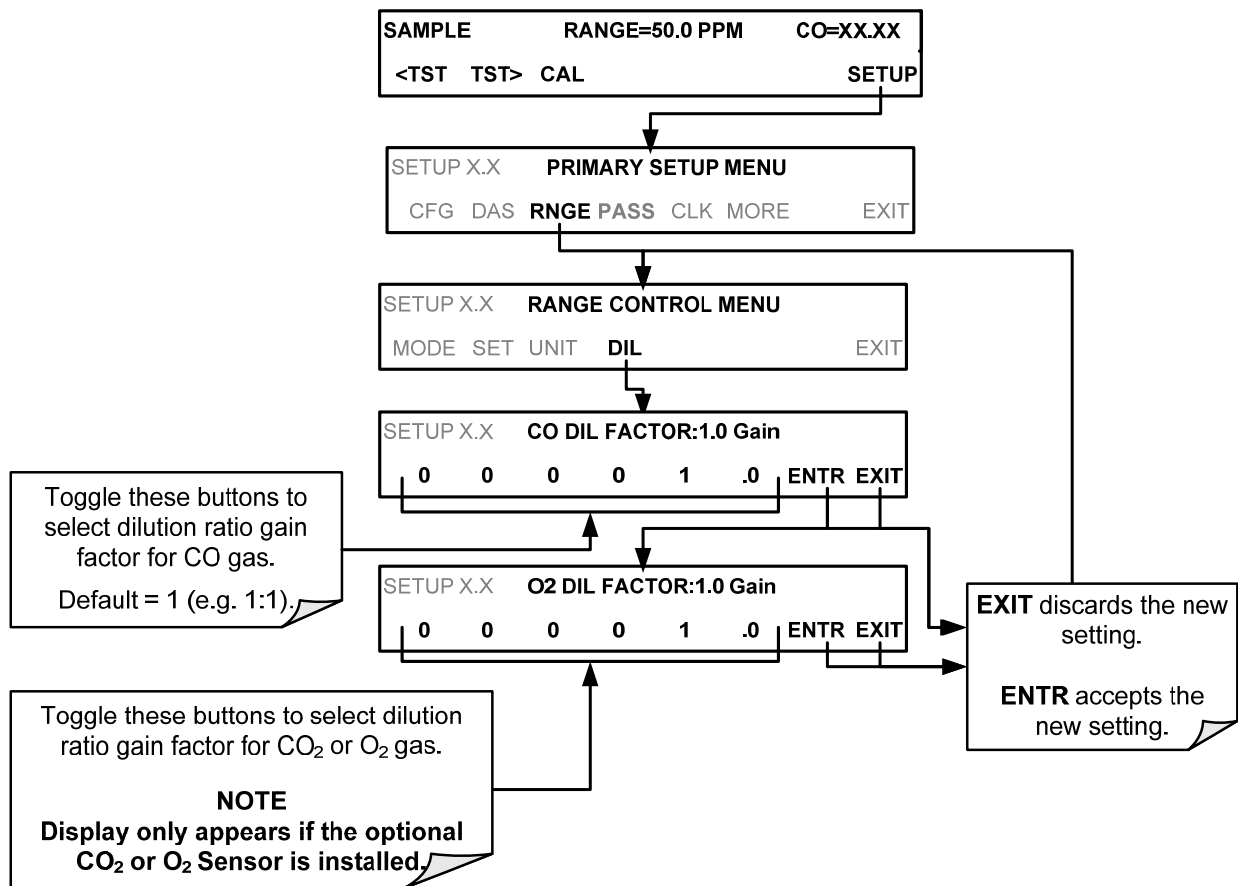 SAMPLE RANGE=50.0 PPM CO=XX.XX
<TST TST> CAL SETUP
SETUP X.X PRIMARY SETUP MENU
CFG DAS RNGE PASS CLK MORE EXIT
SETUP X.X RANGE CONTROL MENU
MODE SET UNIT DIL EXIT
SETUP X.X CO DIL FACTOR:1.0 Gain
0 0 0 0 1 .0 ENTR EXIT
Toggle these buttons to
select dilution ratio gain
factor for CO gas.
Default = 1 (e.g. 1:1).
SETUP X.X O2 DIL FACTOR:1.0 Gain
0 0 0 0 1 .0 ENTR EXIT
EXIT discards the new
setting.
ENTR accepts the
new setting.
Toggle these buttons to select dilution
ratio gain factor for CO₂ or O₂ gas.
NOTE
Display only appears if the optional
CO₂ or O₂ Sensor is installed.